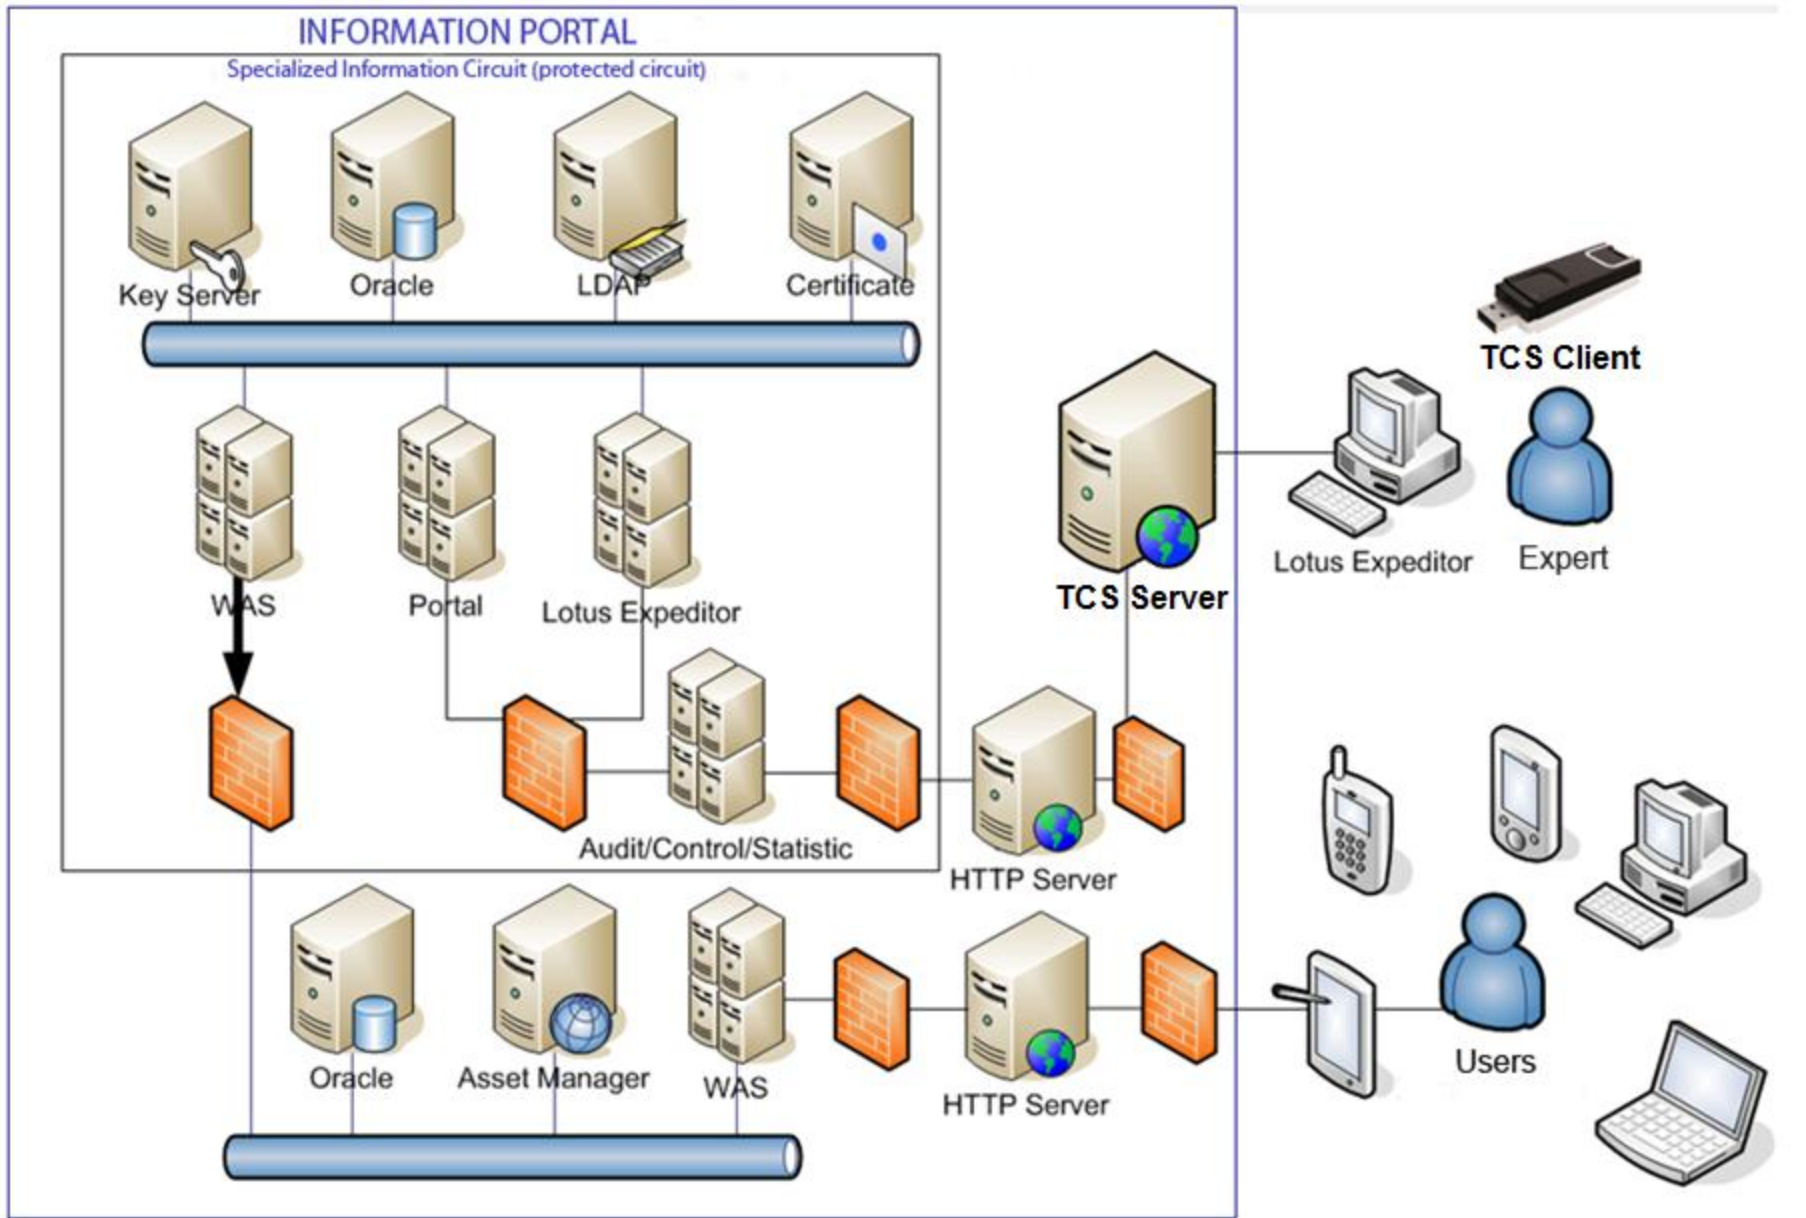 INFORMATION PORTAL
Specialized Information Circuit (protected circuit)
Key Server
Oracle
LDAP
Certificate
TCS Client
WAS
Portal
Lotus Expeditor
TCS Server
Lotus Expeditor
Expert
Audit/Control/Statistic
HTTP Server
Oracle
Asset Manager
WAS
HTTP Server
Users